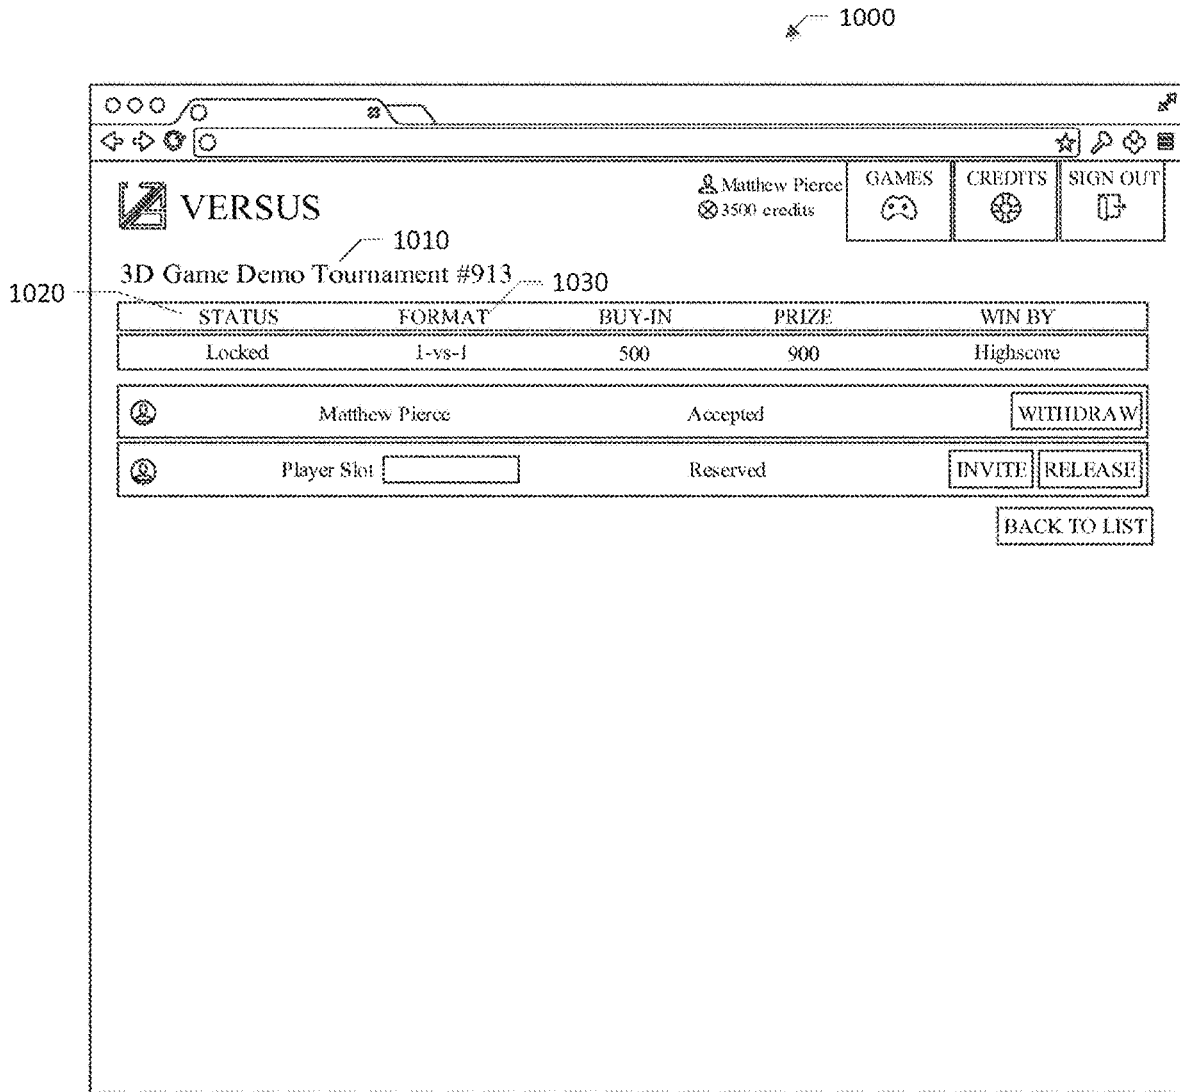 1000
VERSUS
Matthew Pierce
3500 credits
GAMES
CREDITS
SIGN OUT
1010
3D Game Demo Tournament #913
1020
1030
STATUS FORMAT BUY-IN PRIZE WIN BY
Locked 1-vs-1 500 900 Highscore
Matthew Pierce Accepted WITHDRAW
Player Slot Reserved INVITE RELEASE
BACK TO LIST